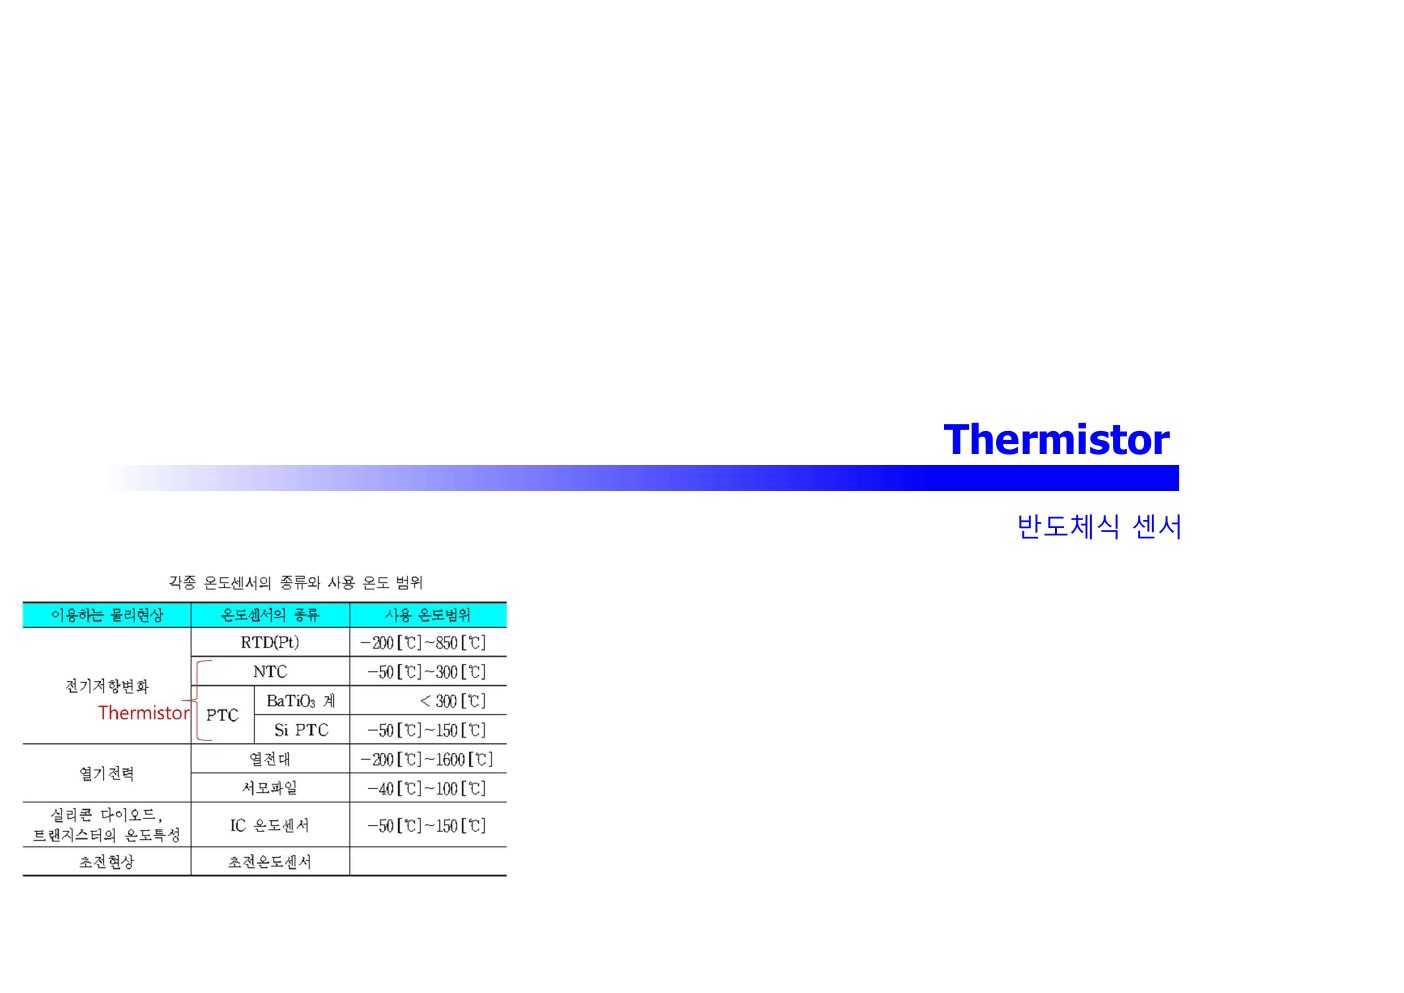 Thermistor
반도체식 센서
각종 온도센서의 종류와 사용 온도 범위
이용하는 물리현상 온도센서의 종류 사용 온도범위
RTD(Pt) −200[℃]~850[℃]
NTC −50[℃]~300[℃]
전기저항변화
BaTiO₃ 계 < 300[℃]
Thermistor
PTC
Si PTC −50[℃]~150[℃]
열전대 −200[℃]~1600[℃]
열기전력
서모파일 −40[℃]~100[℃]
실리콘 다이오드,
트랜지스터의 온도특성
IC 온도센서 −50[℃]~150[℃]
초전현상 초전온도센서